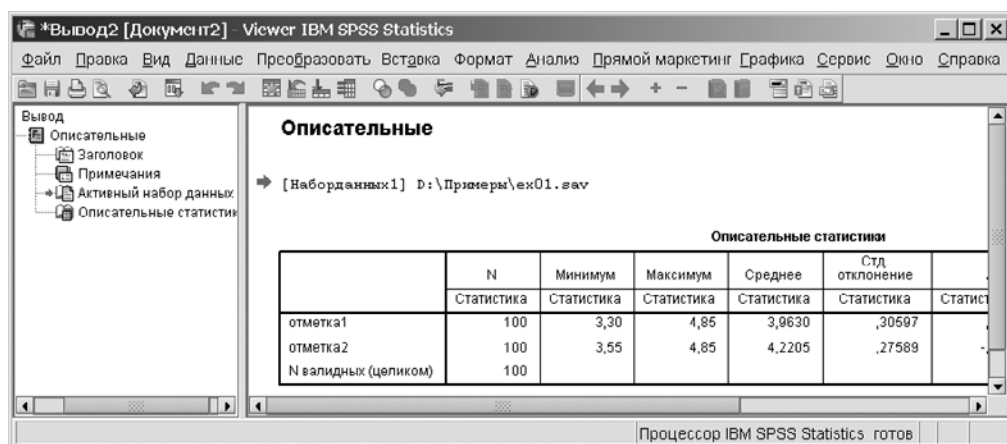 *Вывод2 [Документ2] - Viewer IBM SPSS Statistics
Файл Правка Вид Данные Преобразовать Вставка Формат Анализ Прямой маркетинг Графика Сервис Окно Справка
Вывод
Описательные
Заголовок
Примечания
Активный набор данных
Описательные статистик
Описательные
[Наборданных1] D:\Примеры\ex01.sav
Описательные статистики
N Минимум Максимум Среднее Стд отклонение
Статистика Статистика Статистика Статистика Статистика Статист
отметка1 100 3,30 4,85 3,9630 ,30597
отметка2 100 3,55 4,85 4,2205 ,27589 -,
N валидных (целиком) 100
Процессор IBM SPSS Statistics готов